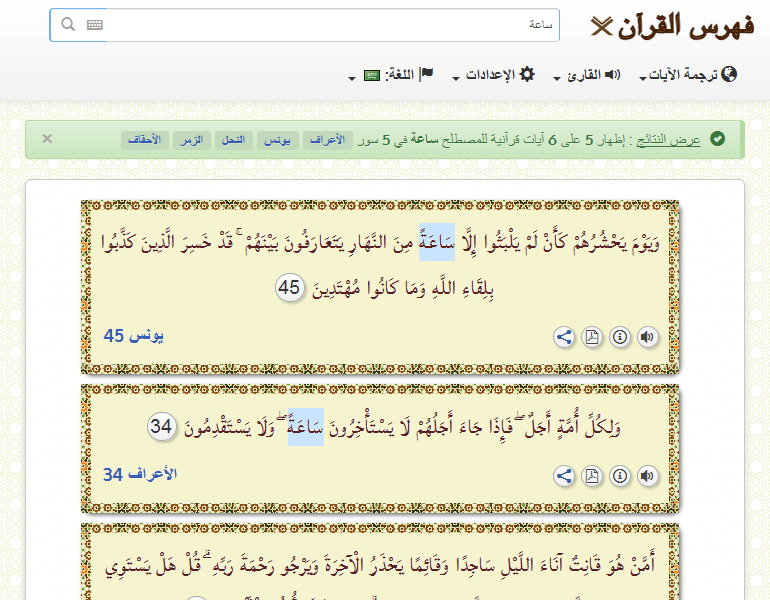 فهرس القرآن
ساعة
ترجمة الآيات
القارئ
الإعدادات
اللغة:
عرض النتائج : إظهار 5 على 6 آيات قرآنية للمصطلح ساعة في 5 سور الأعراف يونس النحل الزمر الأحقاف
وَيَوْمَ يَحْشُرُهُمْ كَأَنْ لَمْ يَلْبَثُوا إِلَّا سَاعَةً مِنَ النَّهَارِ يَتَعَارَفُونَ بَيْنَهُمْ ۚ قَدْ خَسِرَ الَّذِينَ كَذَّبُوا
بِلِقَاءِ اللَّهِ وَمَا كَانُوا مُهْتَدِينَ 45
يونس 45
وَلِكُلِّ أُمَّةٍ أَجَلٌ ۖ فَإِذَا جَاءَ أَجَلُهُمْ لَا يَسْتَأْخِرُونَ سَاعَةً ۖ وَلَا يَسْتَقْدِمُونَ 34
الأعراف 34
أَمَّنْ هُوَ قَانِتٌ آنَاءَ اللَّيْلِ سَاجِدًا وَقَائِمًا يَحْذَرُ الْآخِرَةَ وَيَرْجُو رَحْمَةَ رَبِّهِ ۗ قُلْ هَلْ يَسْتَوِي